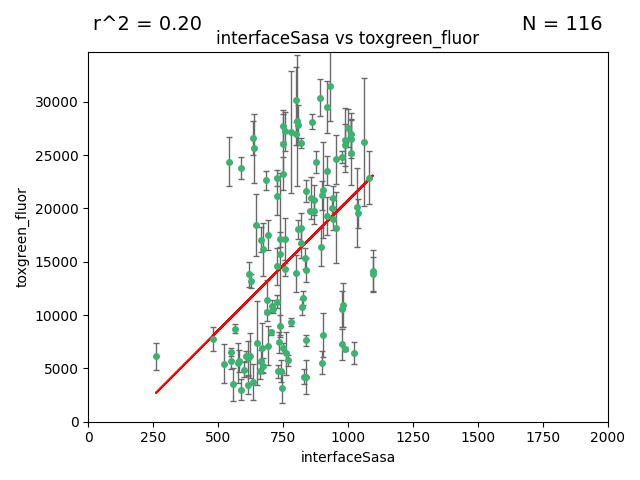 r^2 = 0.20
N = 116
interfaceSasa vs toxgreen_fluor
toxgreen_fluor
30000
25000
20000
15000
10000
5000
0
0 250 500 750 1000 1250 1500 1750 2000
interfaceSasa